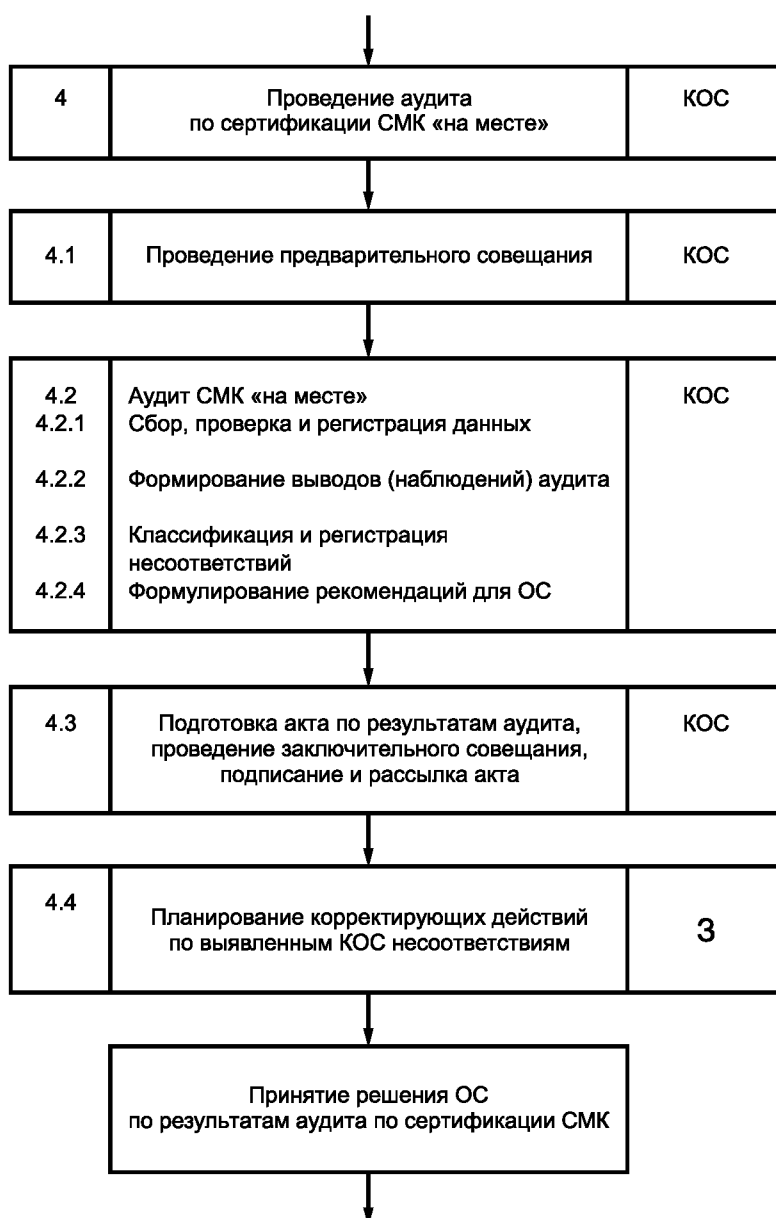 4 Проведение аудита КОС
по сертификации СМК «на месте»
4.1 Проведение предварительного совещания КОС
4.2 Аудит СМК «на месте» КОС
4.2.1 Сбор, проверка и регистрация данных
4.2.2 Формирование выводов (наблюдений) аудита
4.2.3 Классификация и регистрация
несоответствий
4.2.4 Формулирование рекомендаций для ОС
4.3 Подготовка акта по результатам аудита, КОС
проведение заключительного совещания,
подписание и рассылка акта
4.4 Планирование корректирующих действий З
по выявленным КОС несоответствиям
Принятие решения ОС
по результатам аудита по сертификации СМК